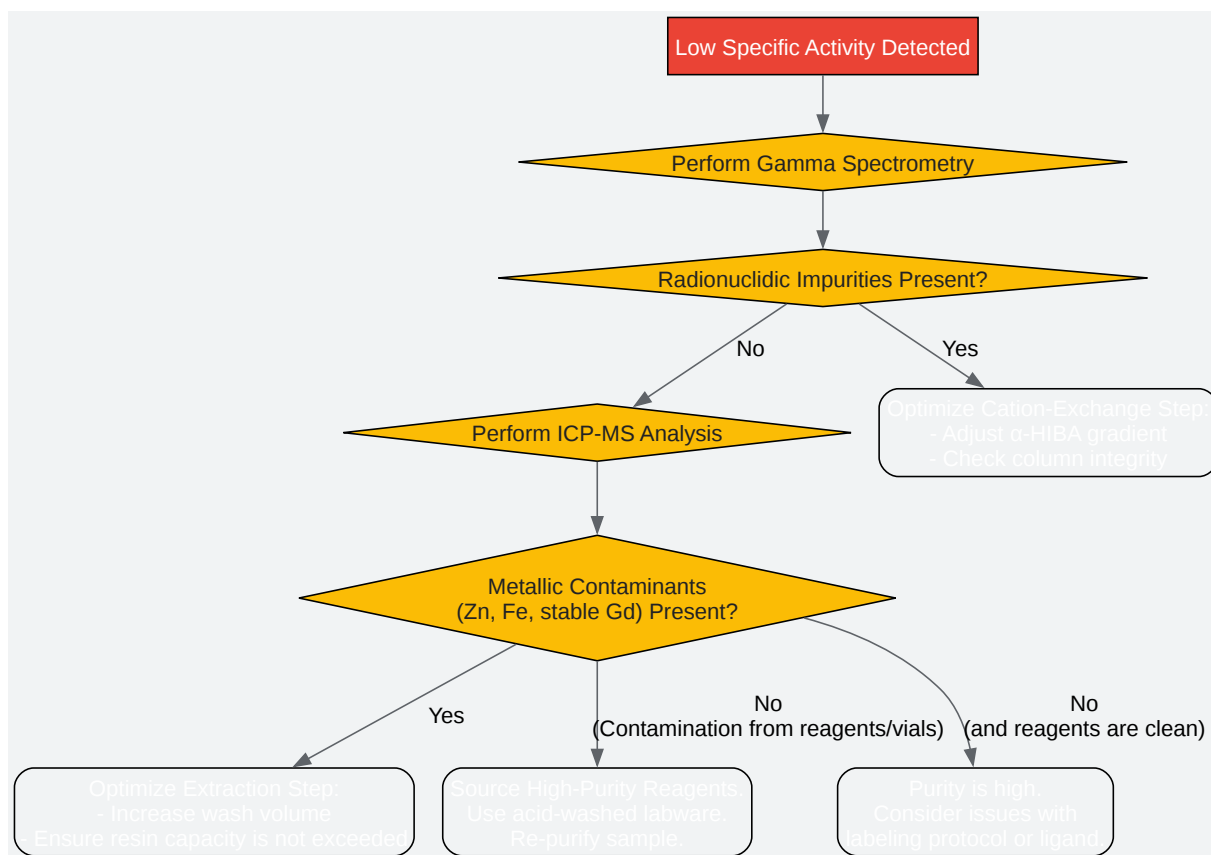 Low Specific Activity Detected
Perform Gamma Spectrometry
Radionuclidic Impurities Present?
No
Yes
Optimize Cation-Exchange Step:
- Adjust α-HIBA gradient
- Check column integrity
Perform ICP-MS Analysis
Metallic Contaminants
(Zn, Fe, stable Gd) Present?
Yes
No
(Contamination from reagents/vials)
No
(and reagents are clean)
Optimize Extraction Step:
- Increase wash volume
- Ensure resin capacity is not exceeded
Source High-Purity Reagents.
Use acid-washed labware.
Re-purify sample.
Purity is high.
Consider issues with
labeling protocol or ligand.